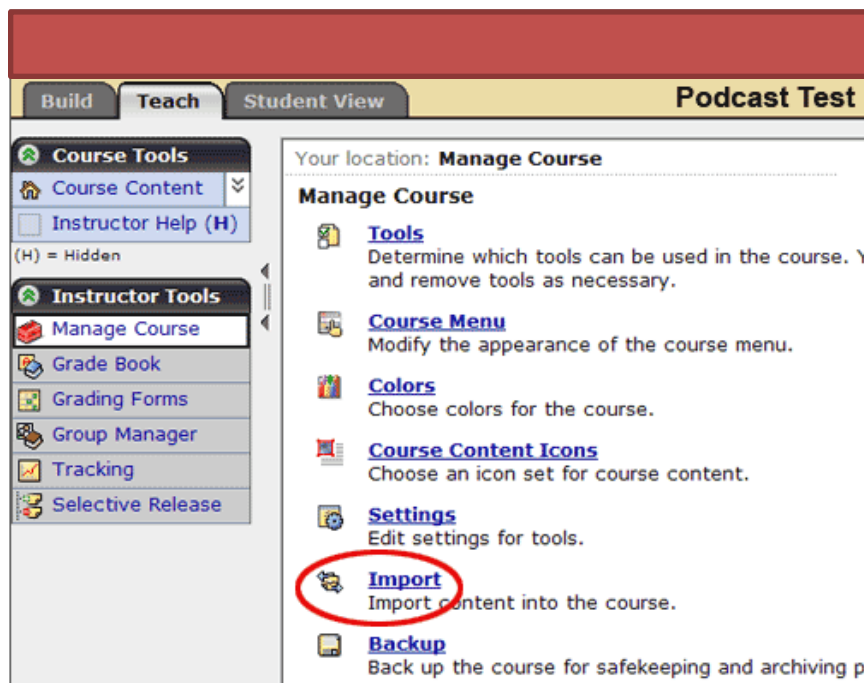 Build
Teach
Student View
Podcast Test
Course Tools
Course Content
Instructor Help (H)
(H) = Hidden
Instructor Tools
Manage Course
Grade Book
Grading Forms
Group Manager
Tracking
Selective Release
Your location: Manage Course
Manage Course
Tools
Determine which tools can be used in the course.
and remove tools as necessary.
Course Menu
Modify the appearance of the course menu.
Colors
Choose colors for the course.
Course Content Icons
Choose an icon set for course content.
Settings
Edit settings for tools.
Import
Import content into the course.
Backup
Back up the course for safekeeping and archiving